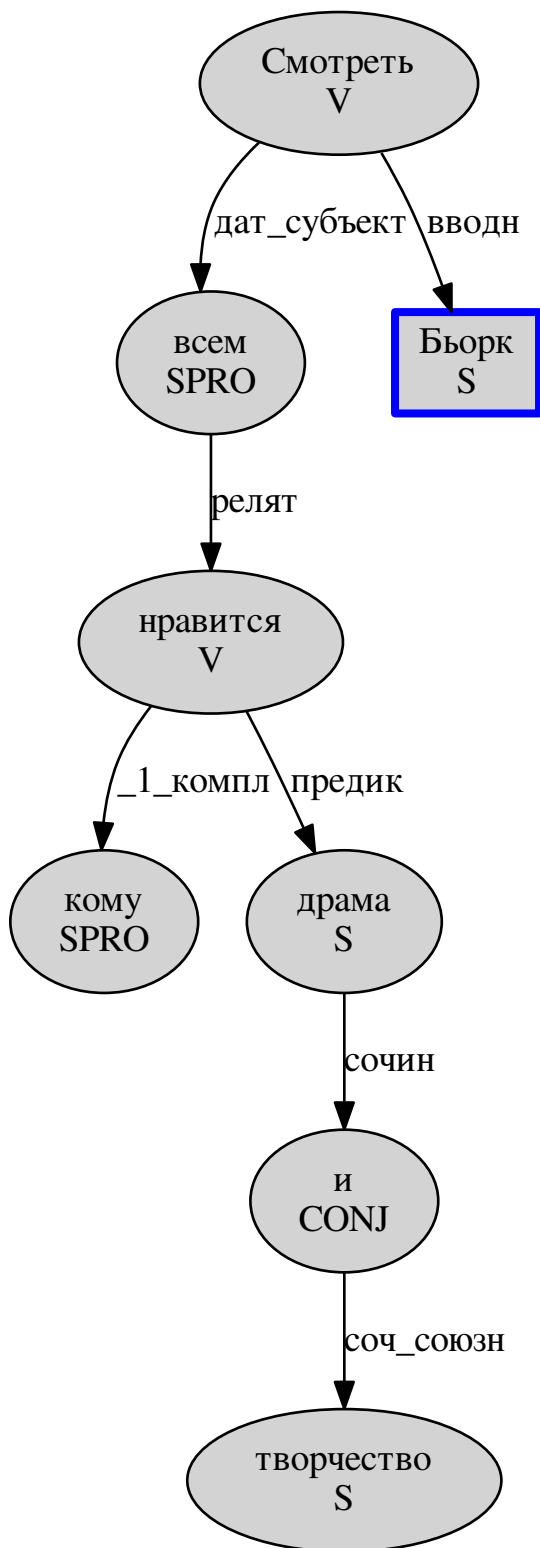 Смотреть
V
дат_субъект вводн
всем
SPRO
Бьорк
S
релят
нравится
V
_1_компл предик
кому
SPRO
драма
S
сочин
и
CONJ
соч_союзн
творчество
S